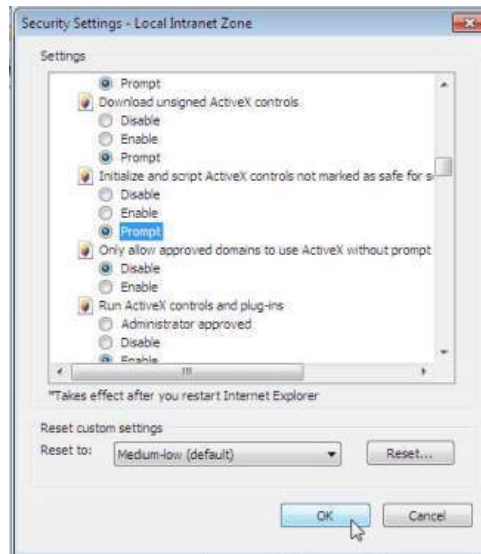 Security Settings - Local Intranet Zone
Settings
Prompt
Download unsigned ActiveX controls
Disable
Enable
Prompt
Initialize and script ActiveX controls not marked as safe for s
Disable
Enable
Prompt
Only allow approved domains to use ActiveX without prompt
Disable
Enable
Run ActiveX controls and plug-ins
Administrator approved
Disable
Enable
*Takes effect after you restart Internet Explorer
Reset custom settings
Reset to: Medium-low (default) Reset...
OK Cancel